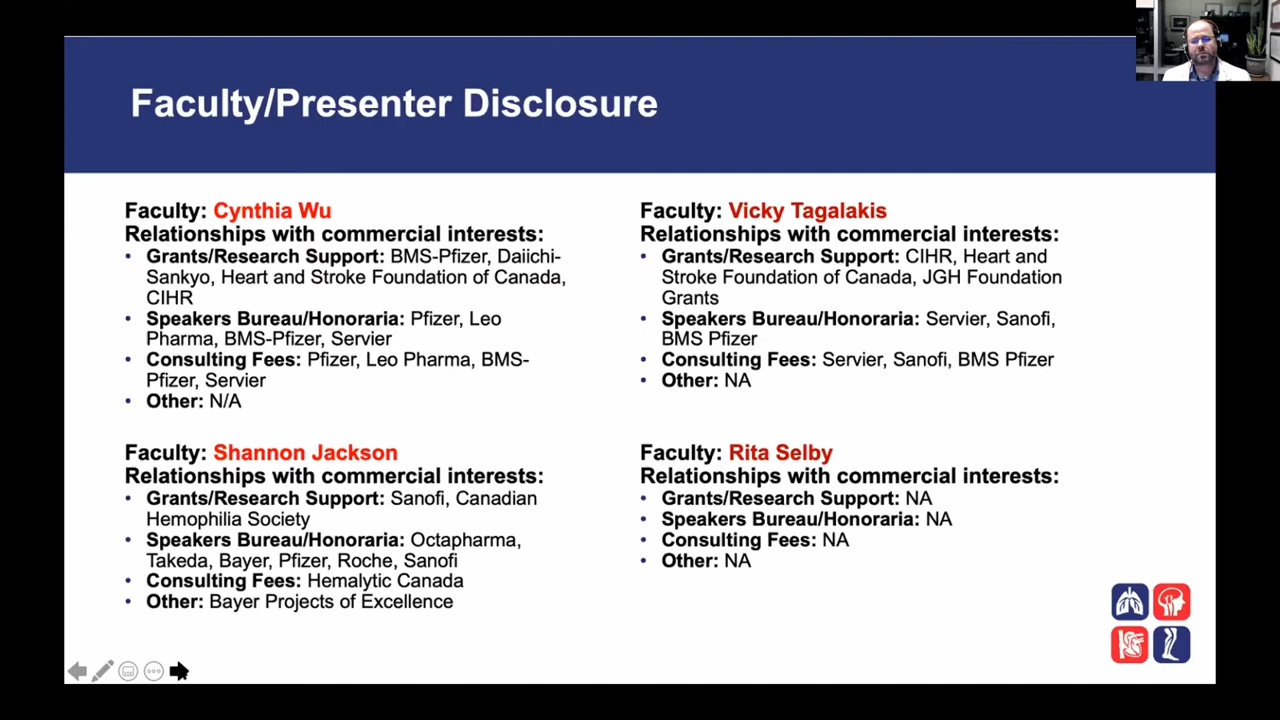 Faculty/Presenter Disclosure
Faculty: Cynthia Wu
Relationships with commercial interests:
• Grants/Research Support: BMS-Pfizer, Daiichi-
Sankyo, Heart and Stroke Foundation of Canada,
CIHR
• Speakers Bureau/Honoraria: Pfizer, Leo
Pharma, BMS-Pfizer, Servier
• Consulting Fees: Pfizer, Leo Pharma, BMS-
Pfizer, Servier
• Other: N/A
Faculty: Shannon Jackson
Relationships with commercial interests:
• Grants/Research Support: Sanofi, Canadian
Hemophilia Society
• Speakers Bureau/Honoraria: Octapharma,
Takeda, Bayer, Pfizer, Roche, Sanofi
• Consulting Fees: Hemalytic Canada
• Other: Bayer Projects of Excellence
Faculty: Vicky Tagalakis
Relationships with commercial interests:
• Grants/Research Support: CIHR, Heart and
Stroke Foundation of Canada, JGH Foundation
Grants
• Speakers Bureau/Honoraria: Servier, Sanofi,
BMS Pfizer
• Consulting Fees: Servier, Sanofi, BMS Pfizer
• Other: NA
Faculty: Rita Selby
Relationships with commercial interests:
• Grants/Research Support: NA
• Speakers Bureau/Honoraria: NA
• Consulting Fees: NA
• Other: NA